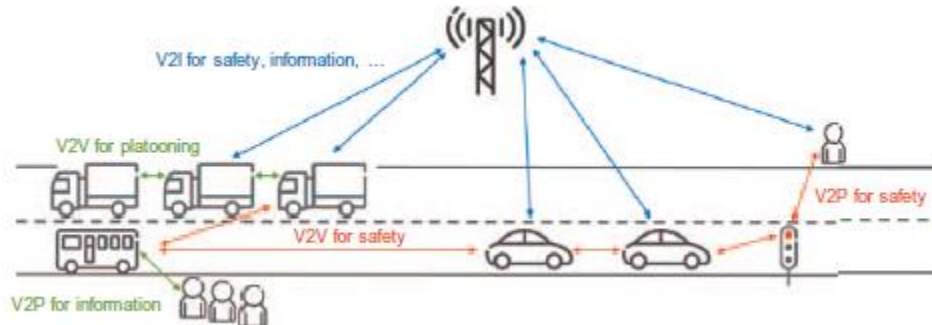 V2I for safety, information, ...
V2V for platooning
V2P for safety
V2V for safety
V2P for information